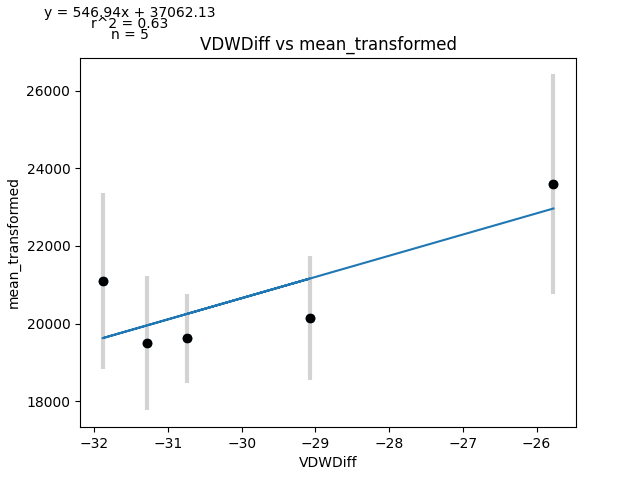 y = 546.94x + 37062.13
r^2 = 0.63
n = 5
VDWDiff vs mean_transformed
26000
24000
22000
20000
18000
mean_transformed
−32
−31
−30
−29
−28
−27
−26
VDWDiff